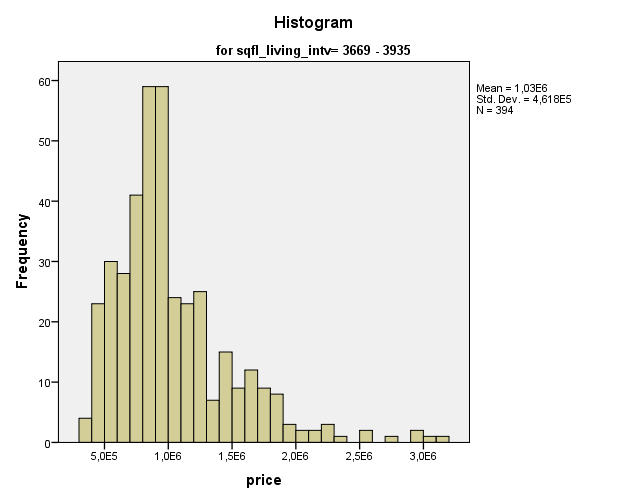 Histogram
for sqfl_living_intv= 3669 - 3935
Mean = 1,03E6
Std. Dev. = 4,618E5
N = 394
60
50
40
30
20
10
0
Frequency
5,0E5 1,0E6 1,5E6 2,0E6 2,5E6 3,0E6
price